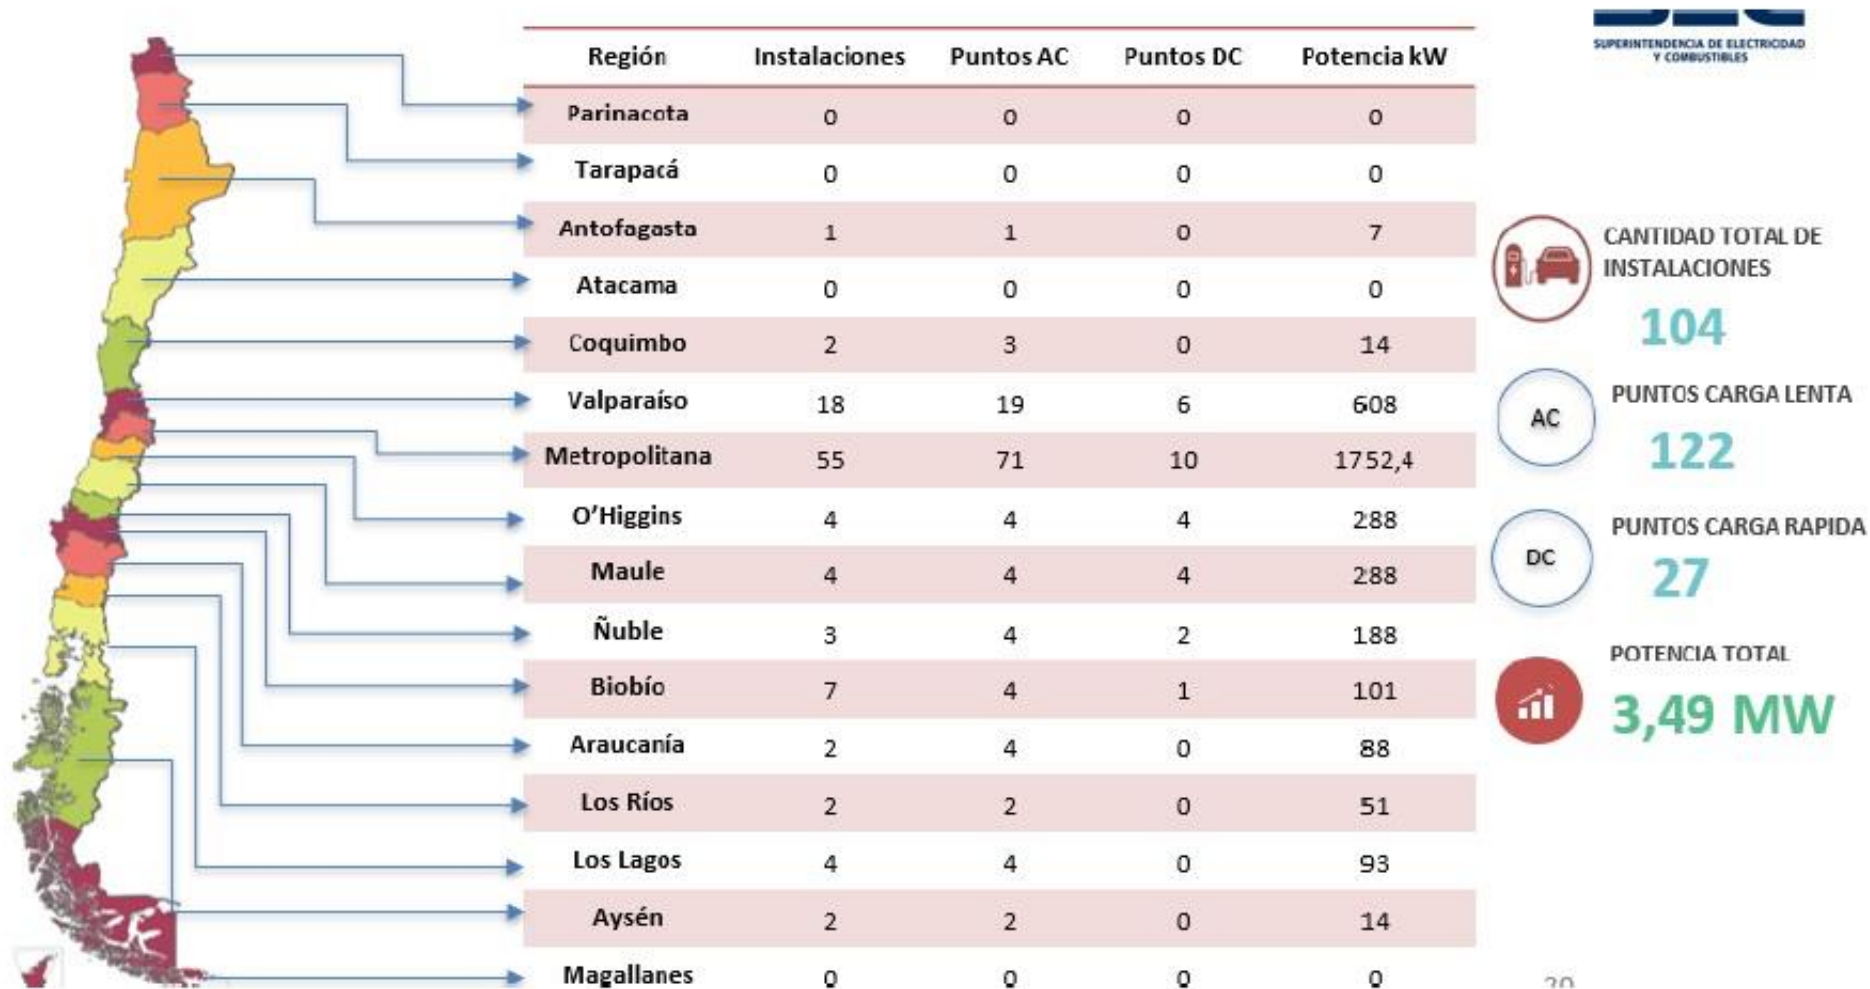 SUPERINTENDENCIA DE ELECTRICIDAD
Y COMBUSTIBLES
Región Instalaciones Puntos AC Puntos DC Potencia kW
Parinacota 0 0 0 0
Tarapacá 0 0 0 0
Antofagasta 1 1 0 7
Atacama 0 0 0 0
Coquimbo 2 3 0 14
Valparaíso 18 19 6 608
Metropolitana 55 71 10 1752,4
O'Higgins 4 4 4 288
Maule 4 4 4 288
Ñuble 3 4 2 188
Biobío 7 4 1 101
Araucanía 2 4 0 88
Los Ríos 2 2 0 51
Los Lagos 4 4 0 93
Aysén 2 2 0 14
Magallanes 0 0 0 0
CANTIDAD TOTAL DE
INSTALACIONES
104
AC
PUNTOS CARGA LENTA
122
DC
PUNTOS CARGA RAPIDA
27
POTENCIA TOTAL
3,49 MW